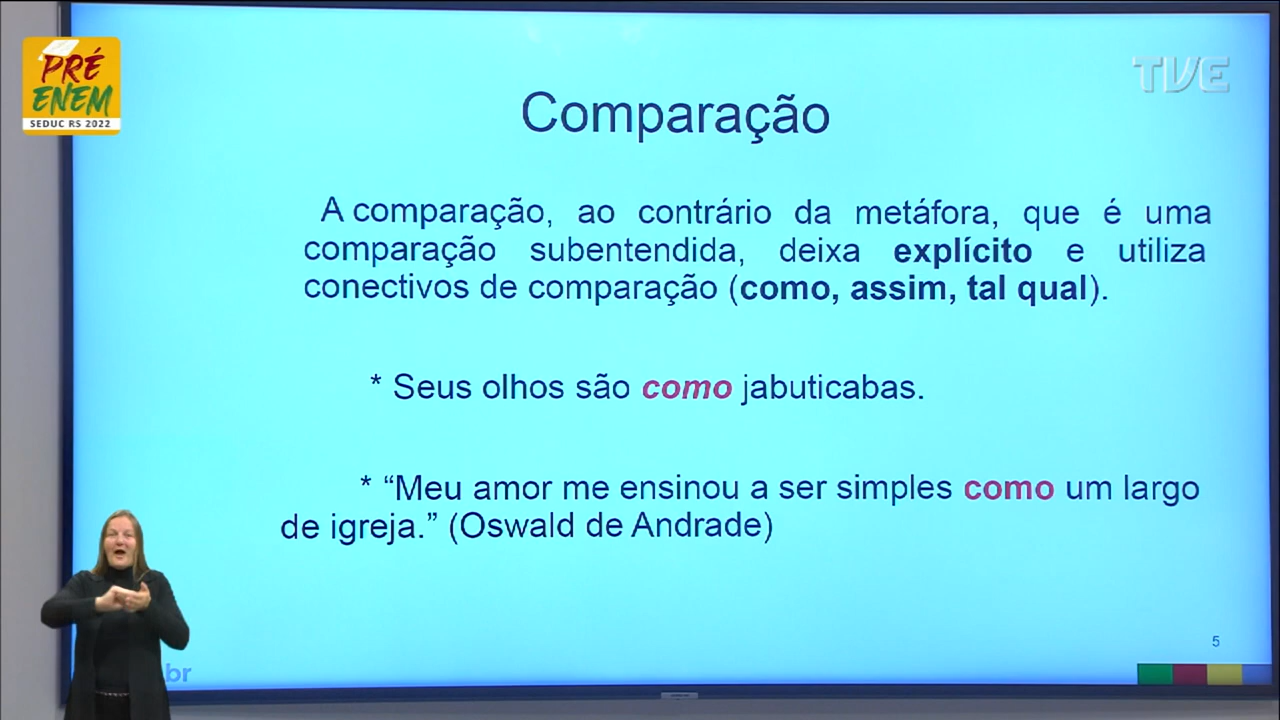 PRÉ
ENEM
SEDUC RS 2022
TVE
Comparação
A comparação, ao contrário da metáfora, que é uma
comparação subentendida, deixa explícito e utiliza
conectivos de comparação (como, assim, tal qual).
* Seus olhos são como jabuticabas.
* “Meu amor me ensinou a ser simples como um largo
de igreja.” (Oswald de Andrade)
5
br